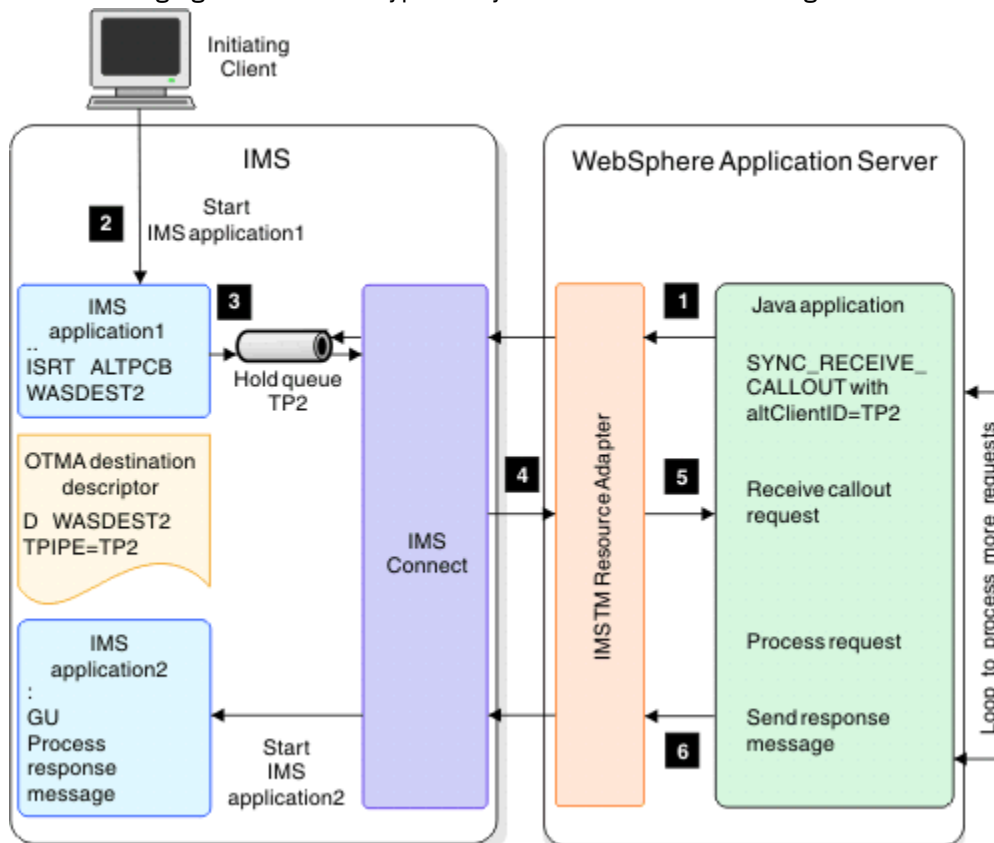 Initiating
Client
IMS
WebSphere Application Server
2
Start
IMS application1
IMS
application1
..
ISRT ALTPCB
WASDEST2
3
Hold queue
TP2
1
Java application
SYNC_RECEIVE_
CALLOUT with
altClientID=TP2
OTMA destination
descriptor
D WASDEST2
TPIPE=TP2
4
5
Receive callout
request
IMS
Connect
IMS TM Resource Adapter
Loop to process more requests
IMS
application2
:
GU
Process
response
message
Start
IMS
application2
Process request
Send response
message
6